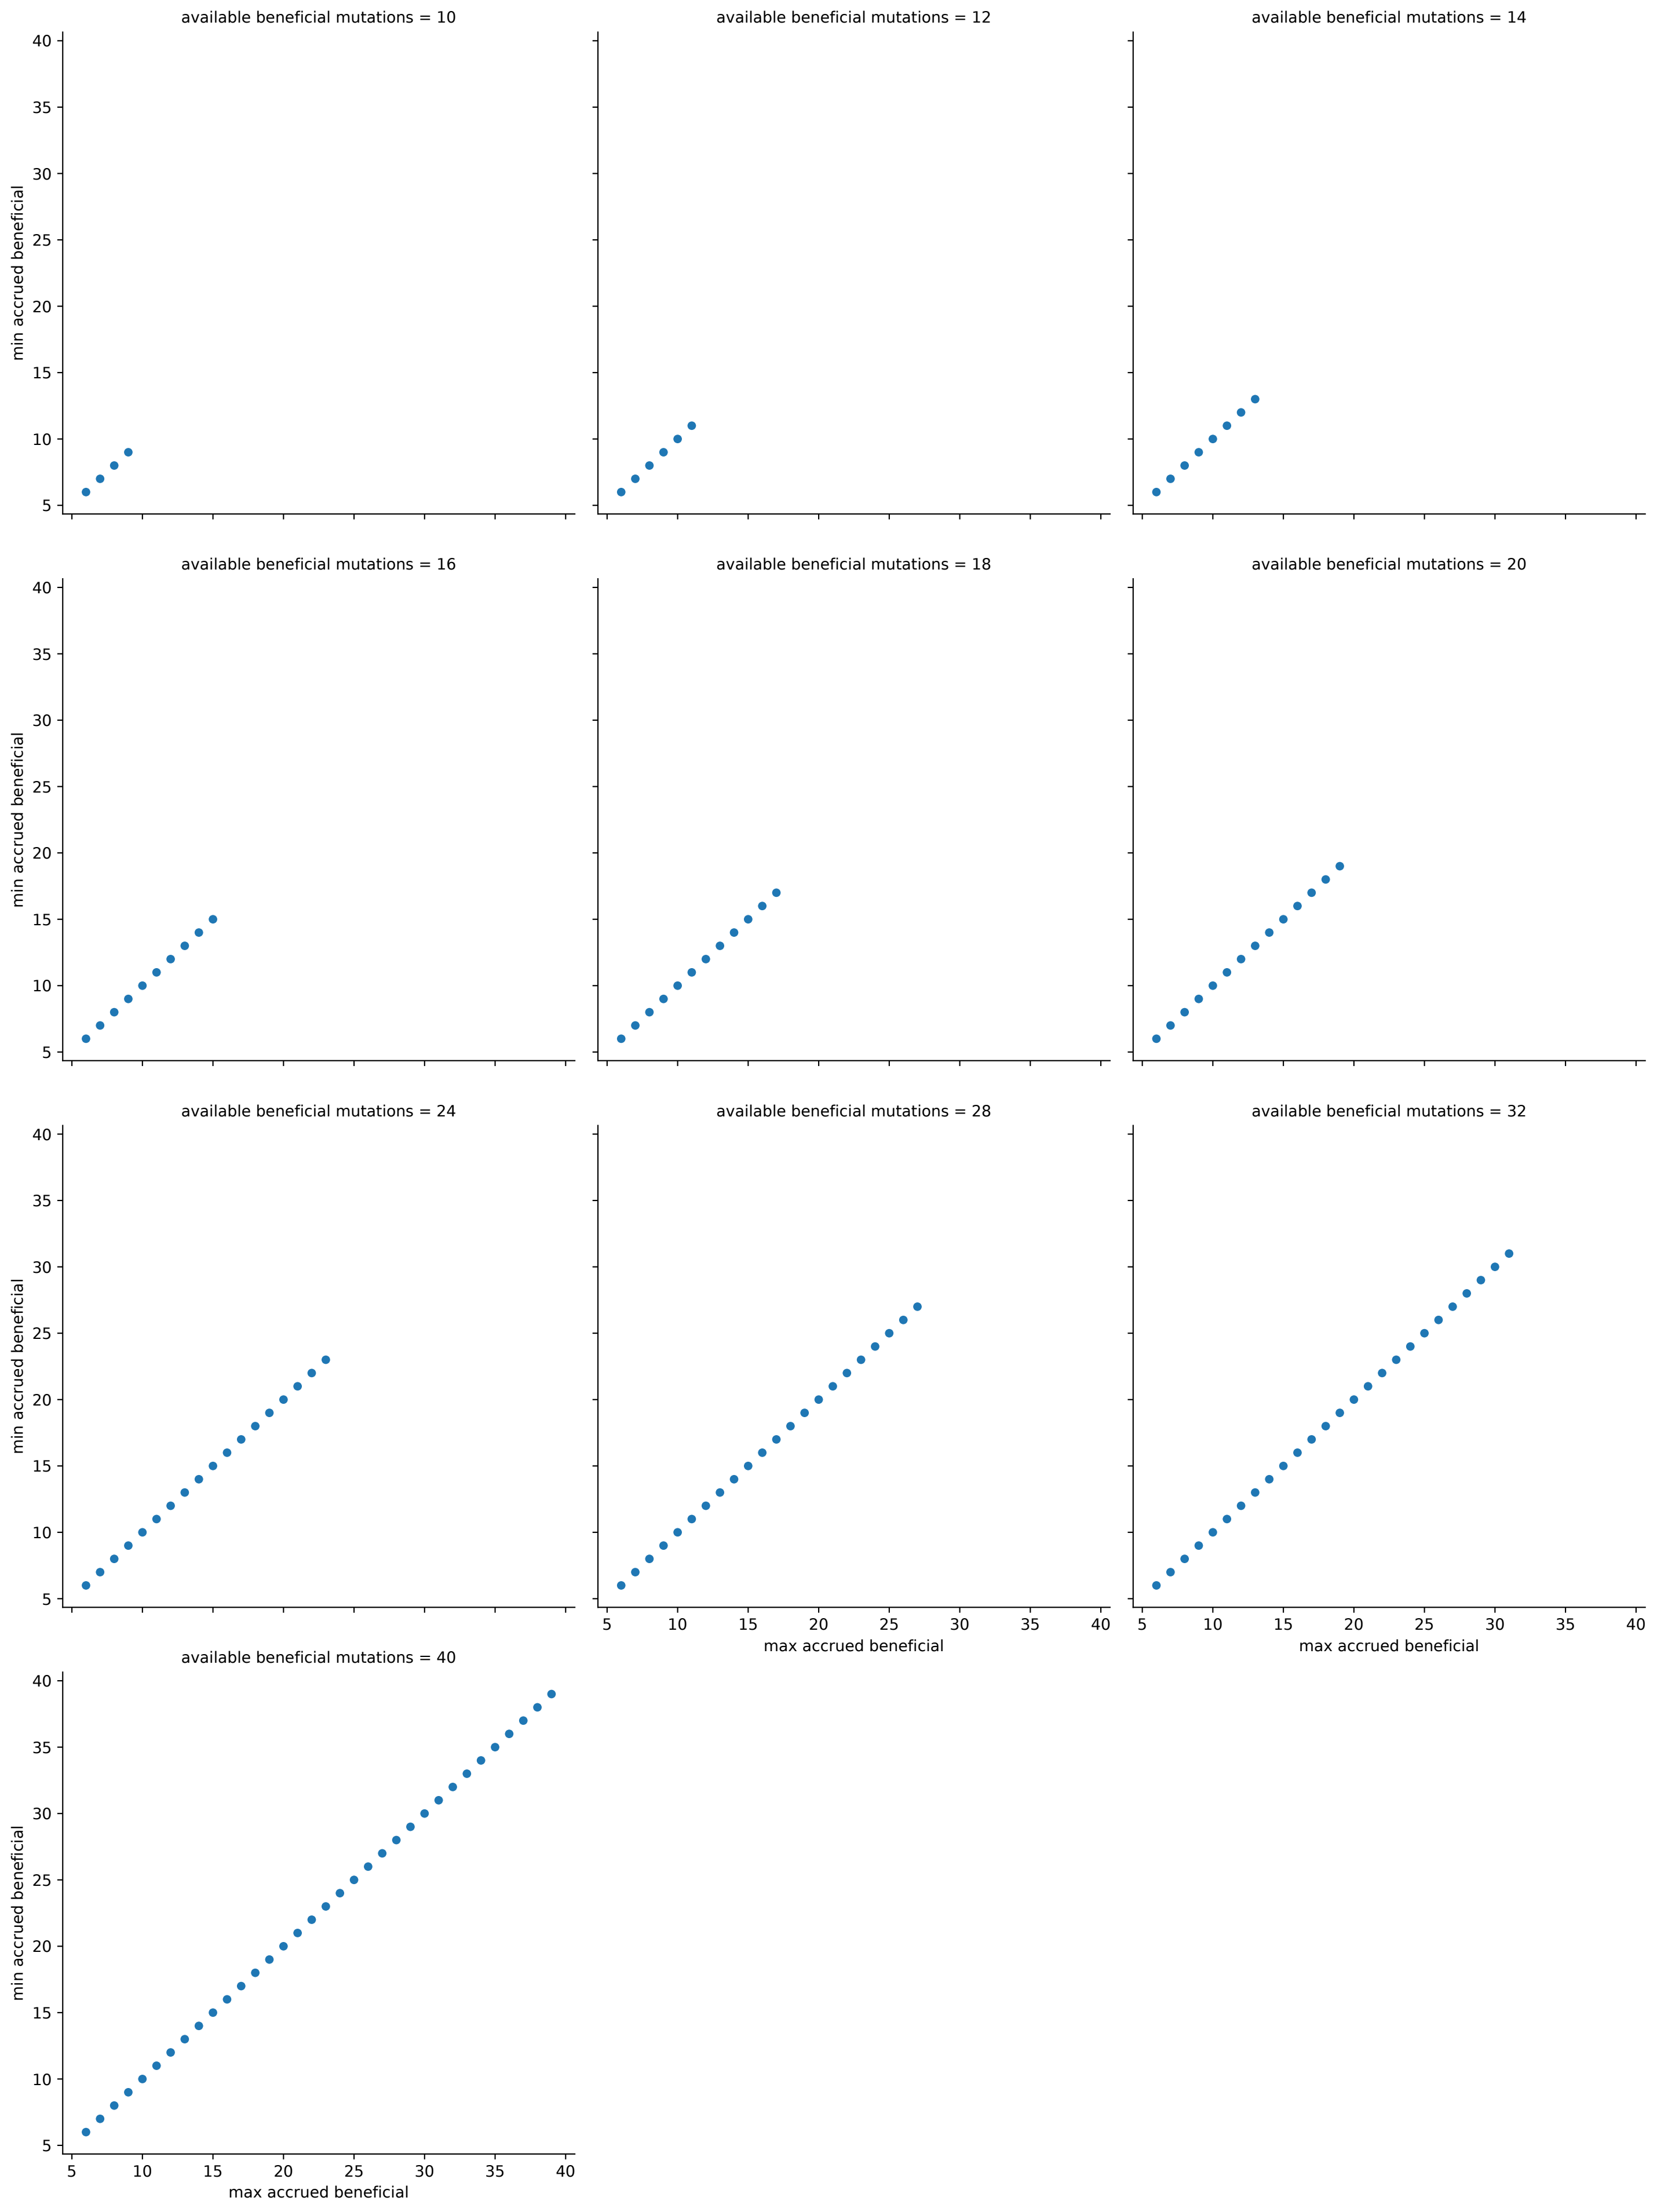 available beneficial mutations = 10
available beneficial mutations = 12
available beneficial mutations = 14
40
35
30
25
20
15
10
5
min accrued beneficial
available beneficial mutations = 16
available beneficial mutations = 18
available beneficial mutations = 20
40
35
30
25
20
15
10
5
min accrued beneficial
available beneficial mutations = 24
available beneficial mutations = 28
available beneficial mutations = 32
40
35
30
25
20
15
10
5
min accrued beneficial
5 10 15 20 25 30 35 40
max accrued beneficial
5 10 15 20 25 30 35 40
max accrued beneficial
available beneficial mutations = 40
40
35
30
25
20
15
10
5
min accrued beneficial
5 10 15 20 25 30 35 40
max accrued beneficial